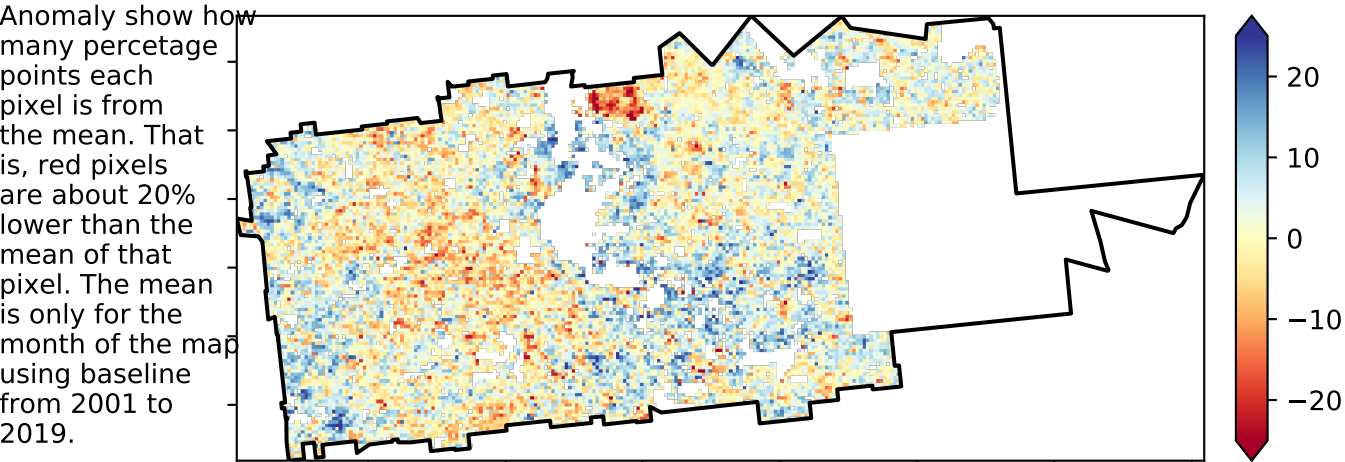 Anomaly show how
many percetage
points each
pixel is from
the mean. That
is, red pixels
are about 20%
lower than the
mean of that
pixel. The mean
is only for the
month of the map
using baseline
from 2001 to
2019.
20
10
0
−10
−20